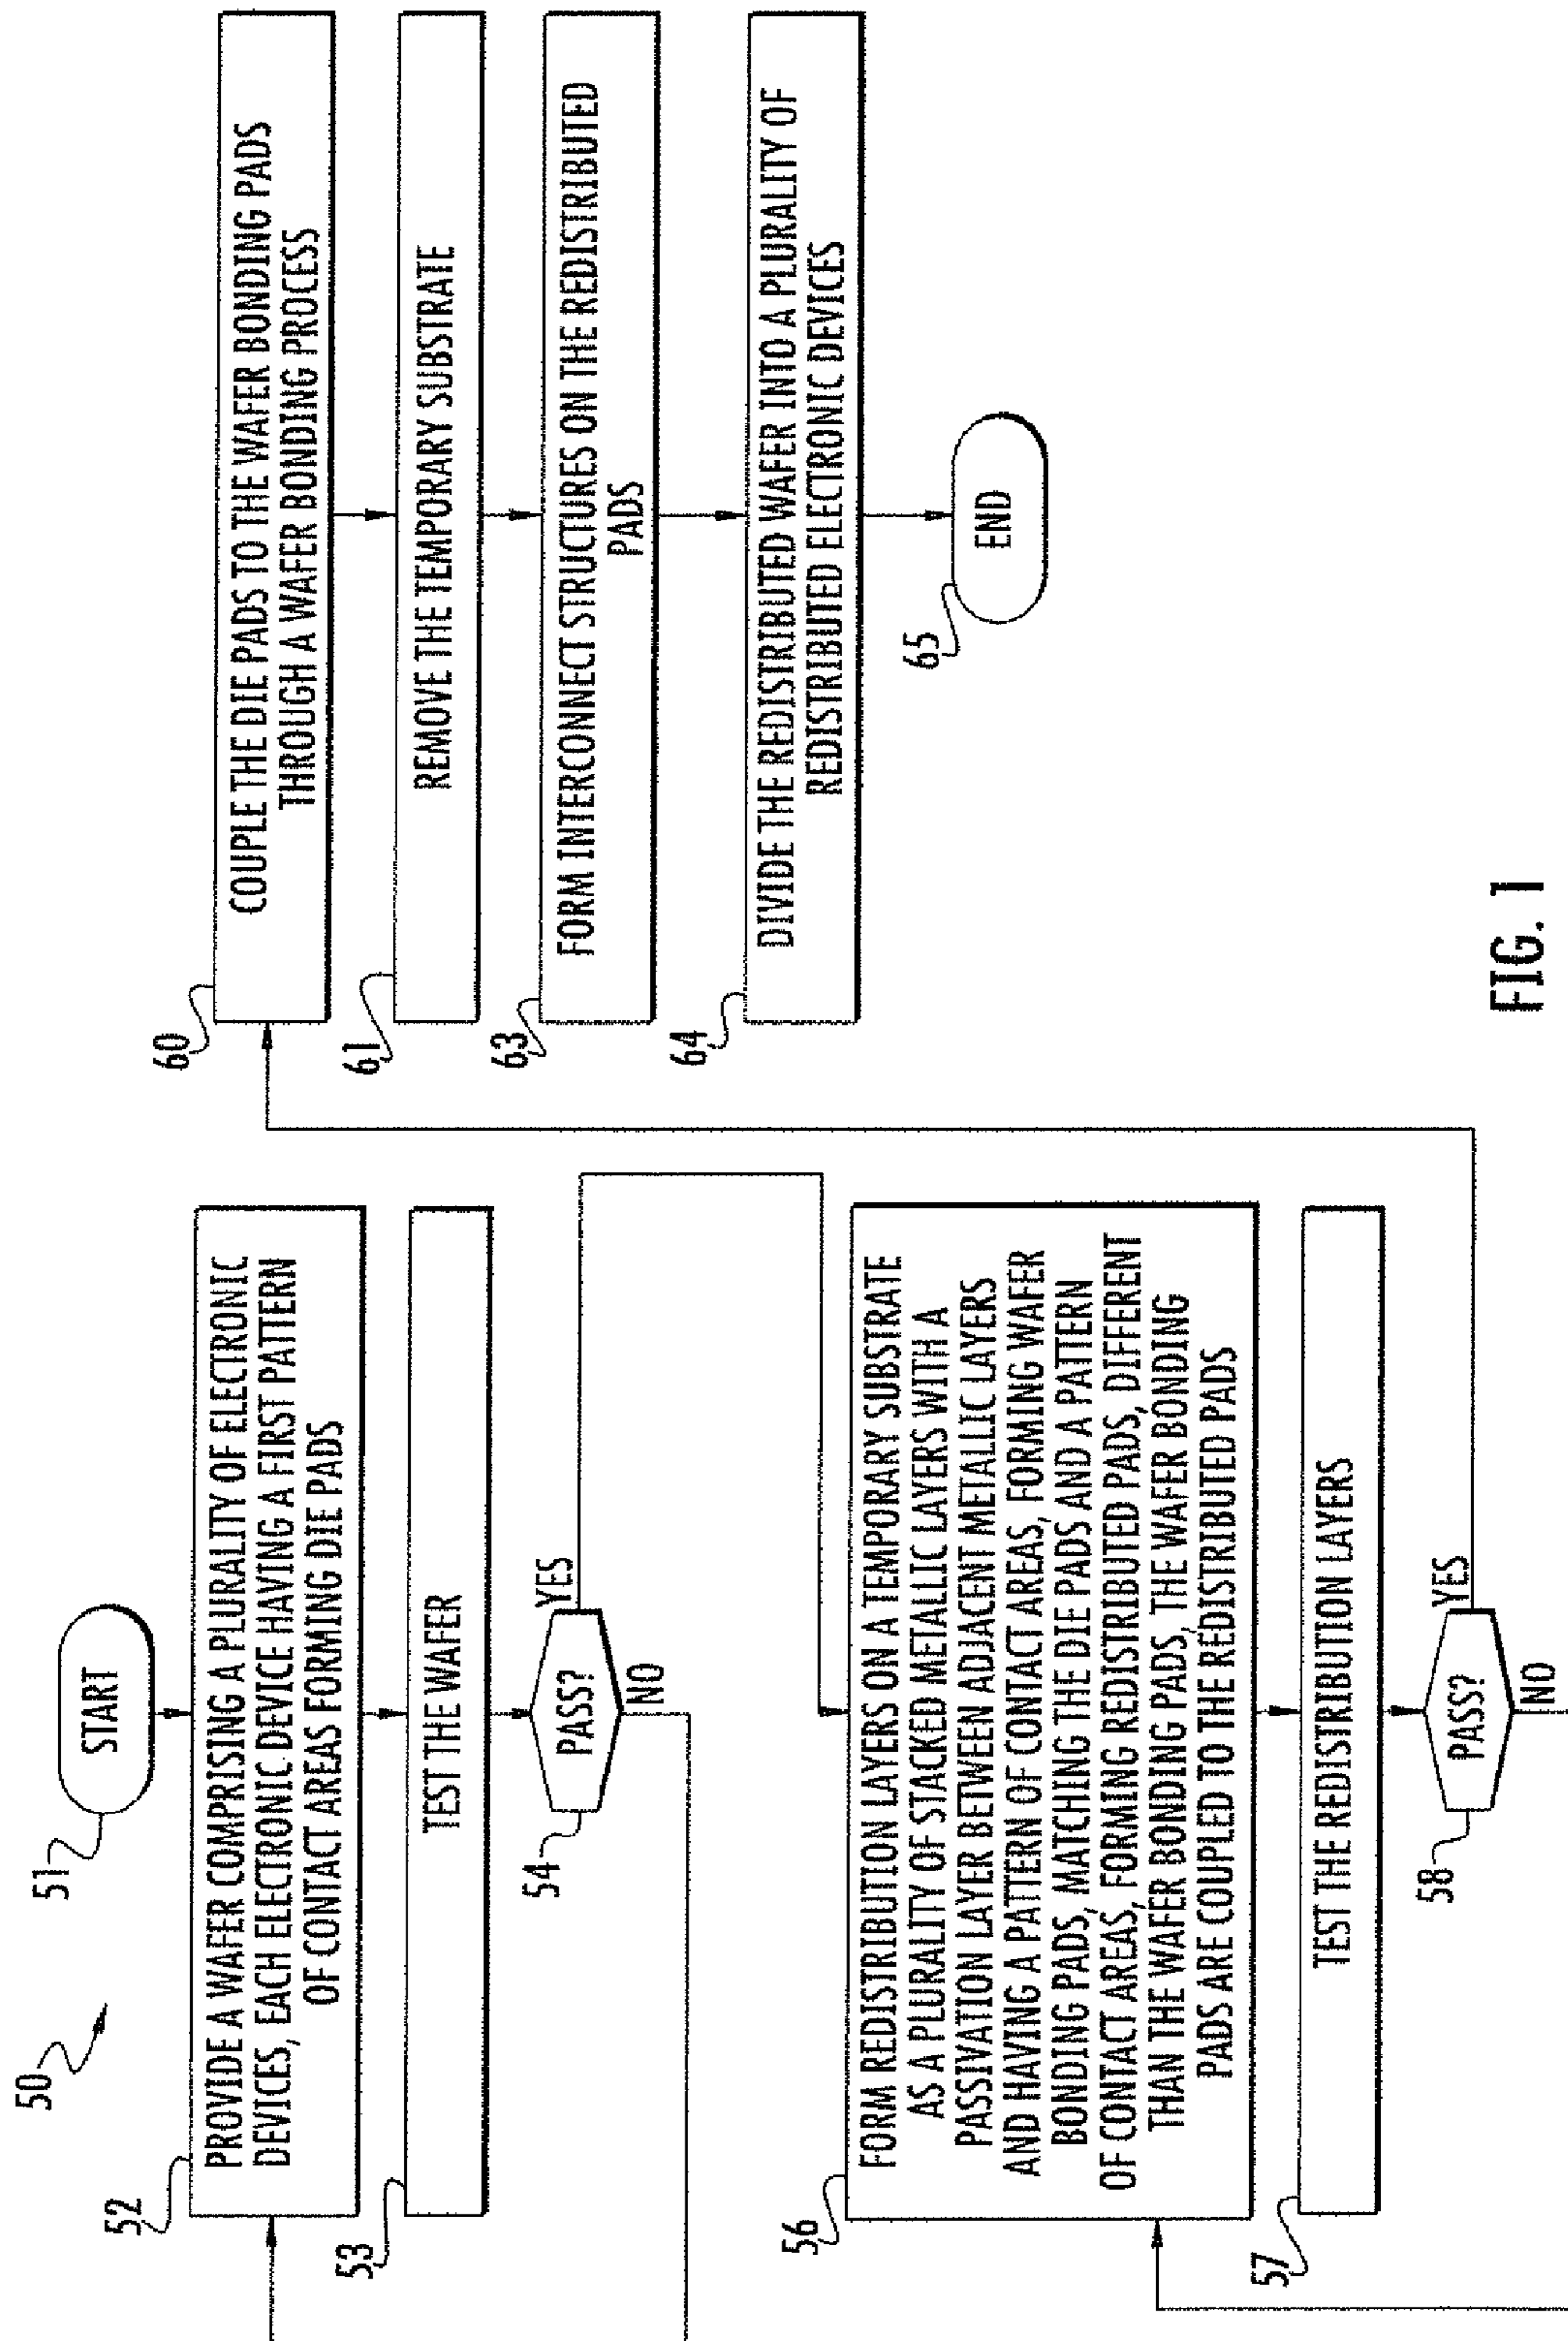 50
51
START
52
PROVIDE A WAFER COMPRISING A PLURALITY OF ELECTRONIC
DEVICES, EACH ELECTRONIC DEVICE HAVING A FIRST PATTERN
OF CONTACT AREAS FORMING DIE PADS
53
TEST THE WAFER
54
PASS?
YES
NO
56
FORM REDISTRIBUTION LAYERS ON A TEMPORARY SUBSTRATE
AS A PLURALITY OF STACKED METALLIC LAYERS WITH A
PASSIVATION LAYER BETWEEN ADJACENT METALLIC LAYERS
AND HAVING A PATTERN OF CONTACT AREAS, FORMING WAFER
BONDING PADS, MATCHING THE DIE PADS AND A PATTERN
OF CONTACT AREAS, FORMING REDISTRIBUTED PADS, DIFFERENT
THAN THE WAFER BONDING PADS, THE WAFER BONDING
PADS ARE COUPLED TO THE REDISTRIBUTED PADS
57
TEST THE REDISTRIBUTION LAYERS
58
PASS?
YES
NO
60
COUPLE THE DIE PADS TO THE WAFER BONDING PADS
THROUGH A WAFER BONDING PROCESS
61
REMOVE THE TEMPORARY SUBSTRATE
63
FORM INTERCONNECT STRUCTURES ON THE REDISTRIBUTED
PADS
64
DIVIDE THE REDISTRIBUTED WAFER INTO A PLURALITY OF
REDISTRIBUTED ELECTRONIC DEVICES
65
END
FIG. 1